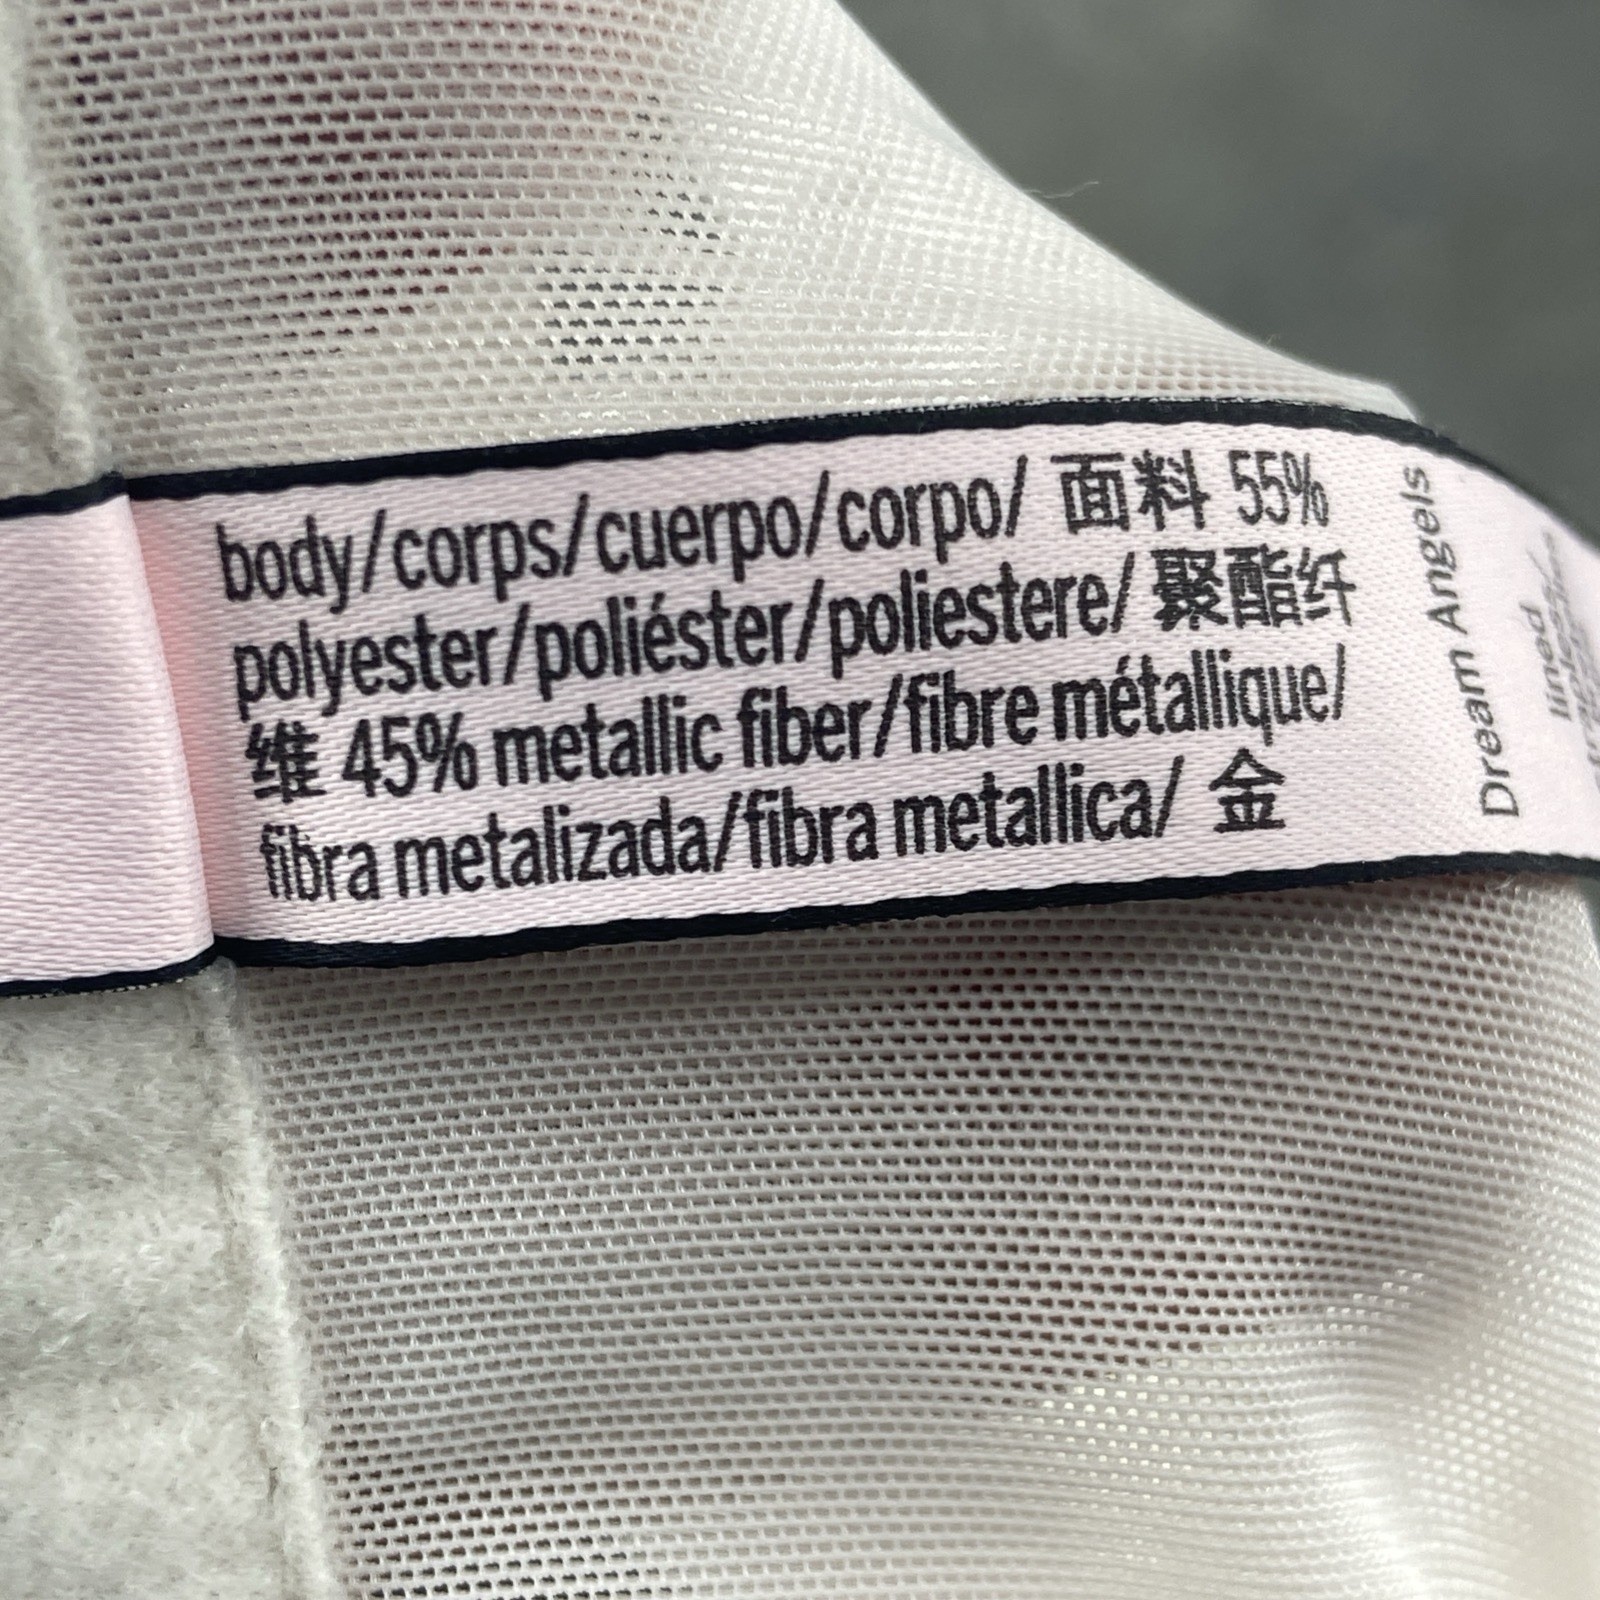 body/corps/cuerpo/corpo/ 面料 55%
polyester/poliéster/poliestere/ 聚酯纤
维 45% metallic fiber/fibre métallique/
fibra metalizada/fibra metallica/ 金
Dream Angels
lined